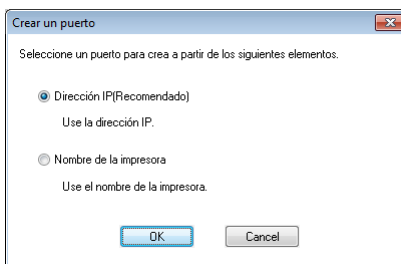 Crear un puerto
Seleccione un puerto para crea a partir de los siguientes elementos.
Dirección IP(Recomendado)
Use la dirección IP.
Nombre de la impresora
Use el nombre de la impresora.
OK Cancel